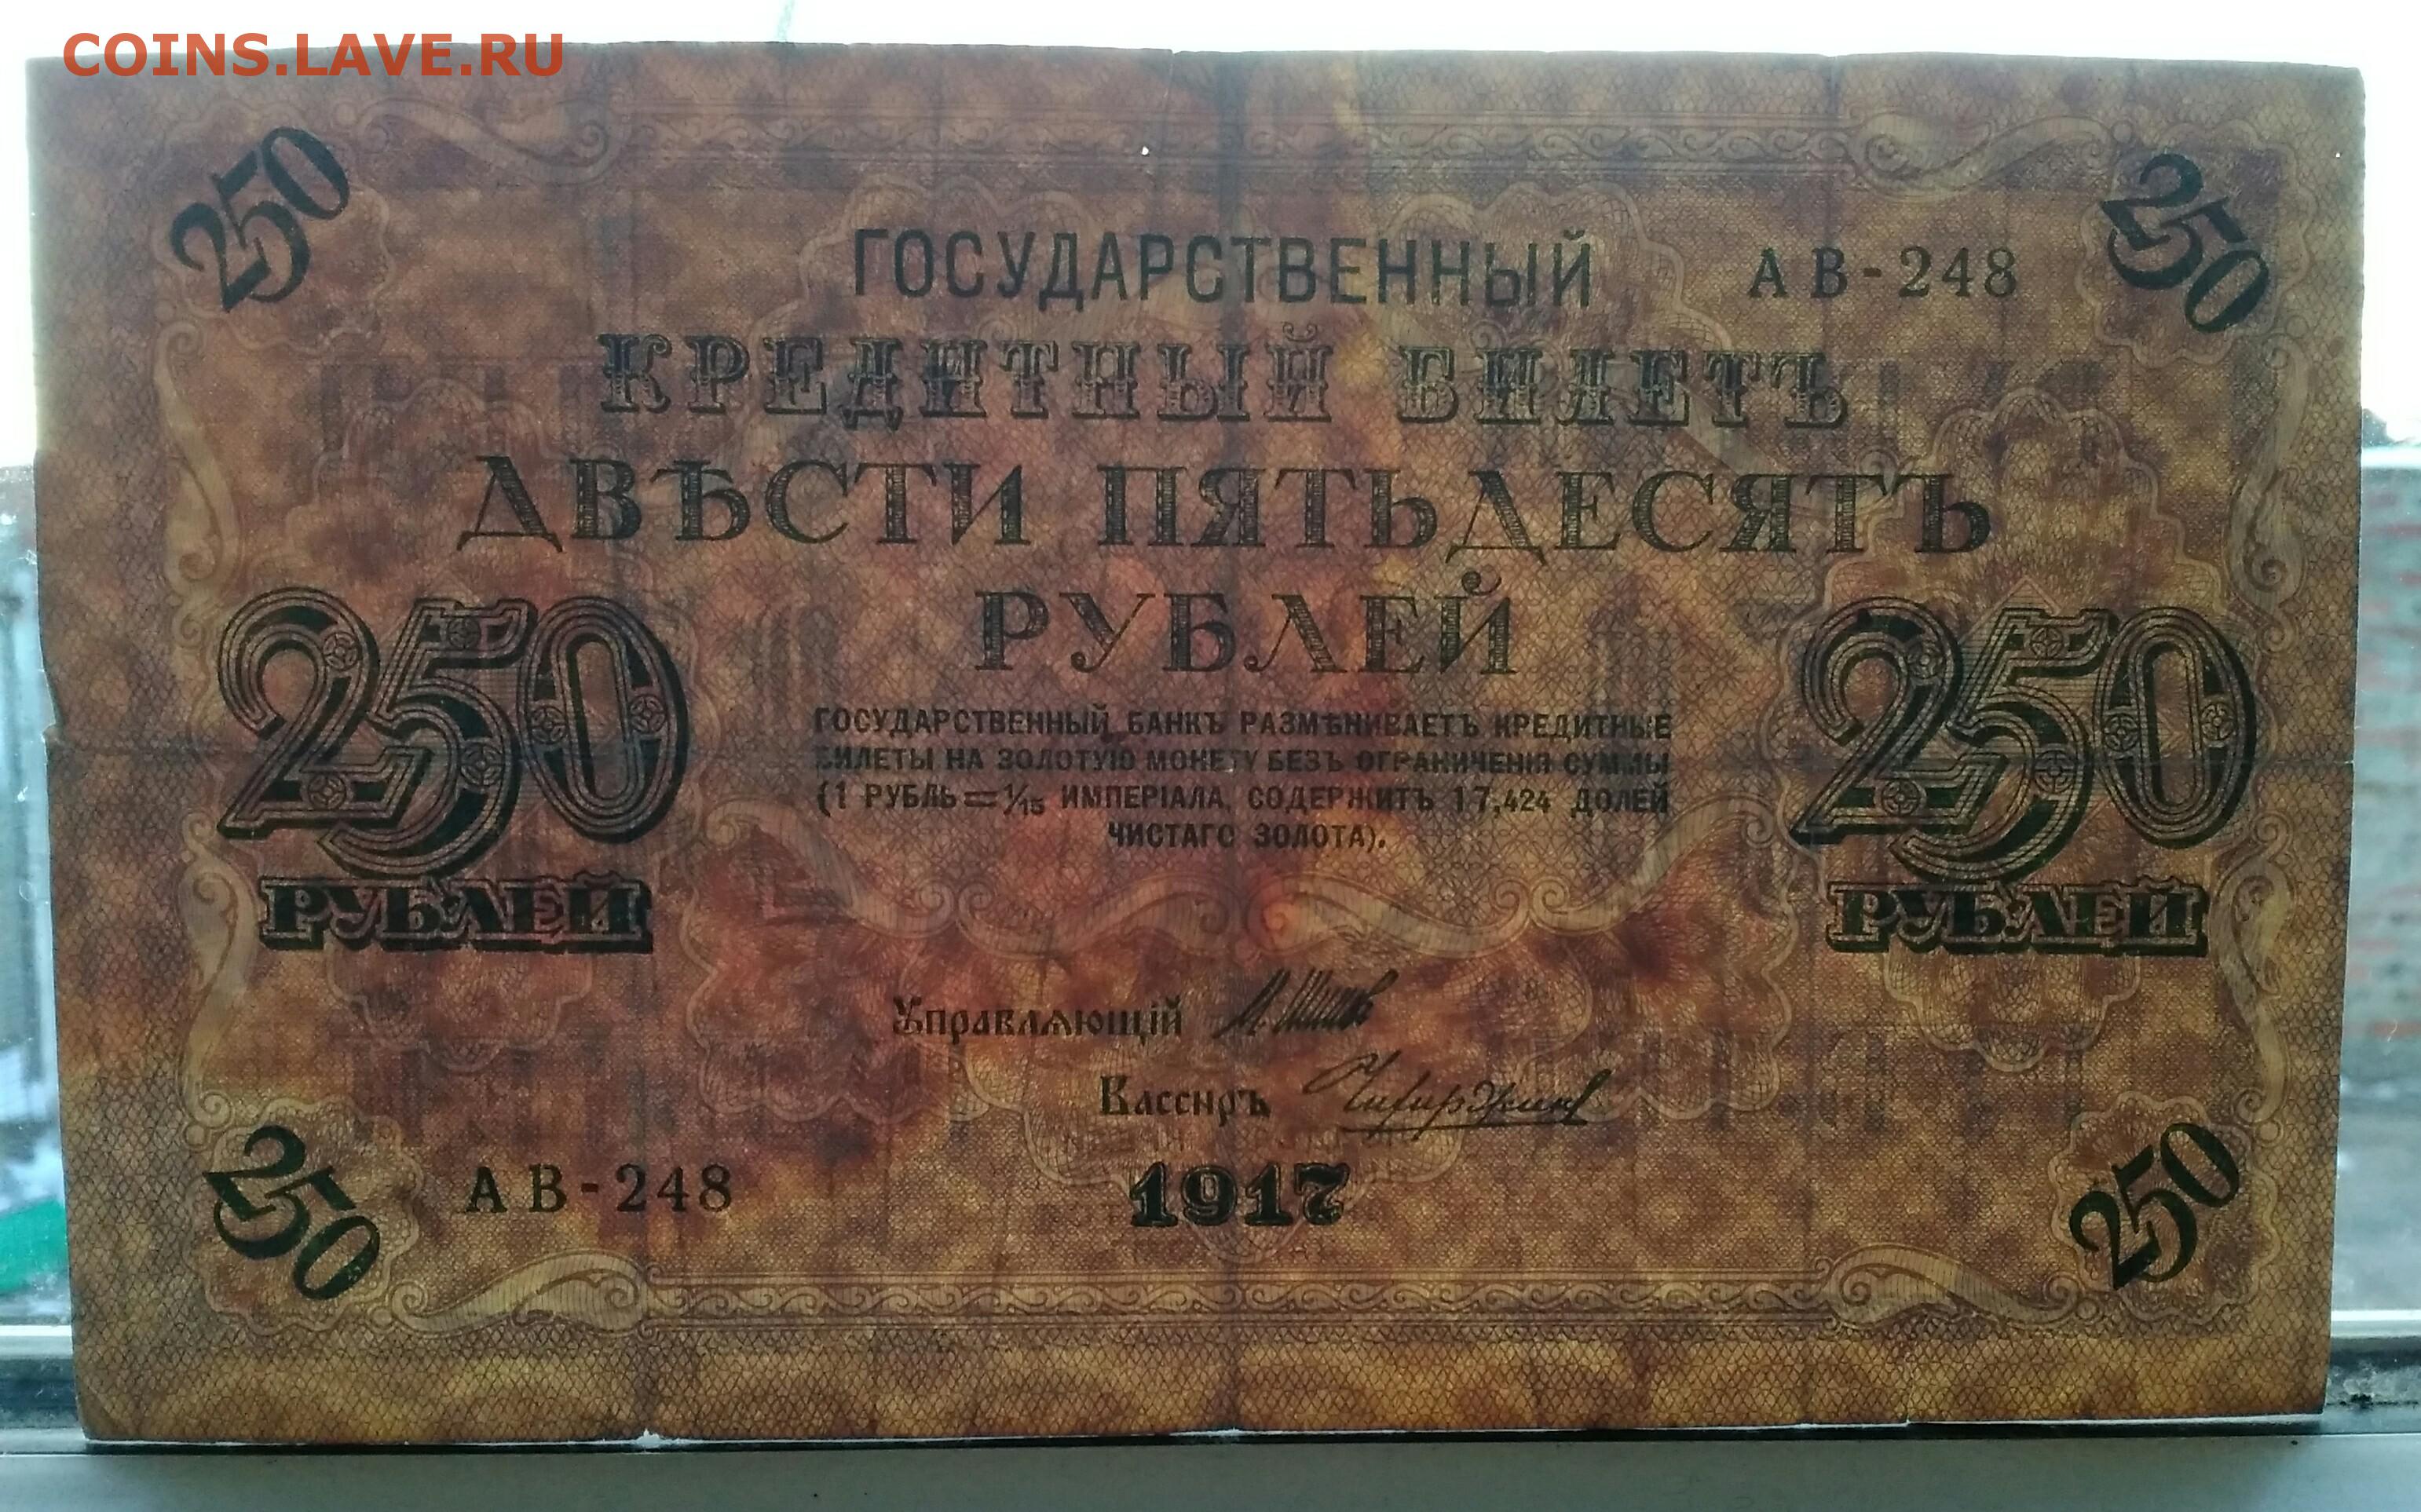 COINS.LAVE.RU
250
250
ГОСУДАРСТВЕННЫЙ
АВ-248
КРЕДИТНЫЙ БИЛЕТЪ
ДВѢСТИ ПЯТЬДЕСЯТЪ
РУБЛЕЙ
250
РУБЛЕЙ
250
РУБЛЕЙ
ГОСУДАРСТВЕННЫЙ БАНКЪ РАЗМѢНИВАЕТЪ КРЕДИТНЫЕ
БИЛЕТЫ НА ЗОЛОТУЮ МОНЕТУ БЕЗЪ ОГРАНИЧЕНІЯ СУММЫ
(1 РУБЛЬ = 1/15 ИМПЕРІАЛА, СОДЕРЖИТЪ 17,424 ДОЛЕЙ
ЧИСТАГО ЗОЛОТА).
Управляющій
Кассиръ
250
АВ-248
1917
250